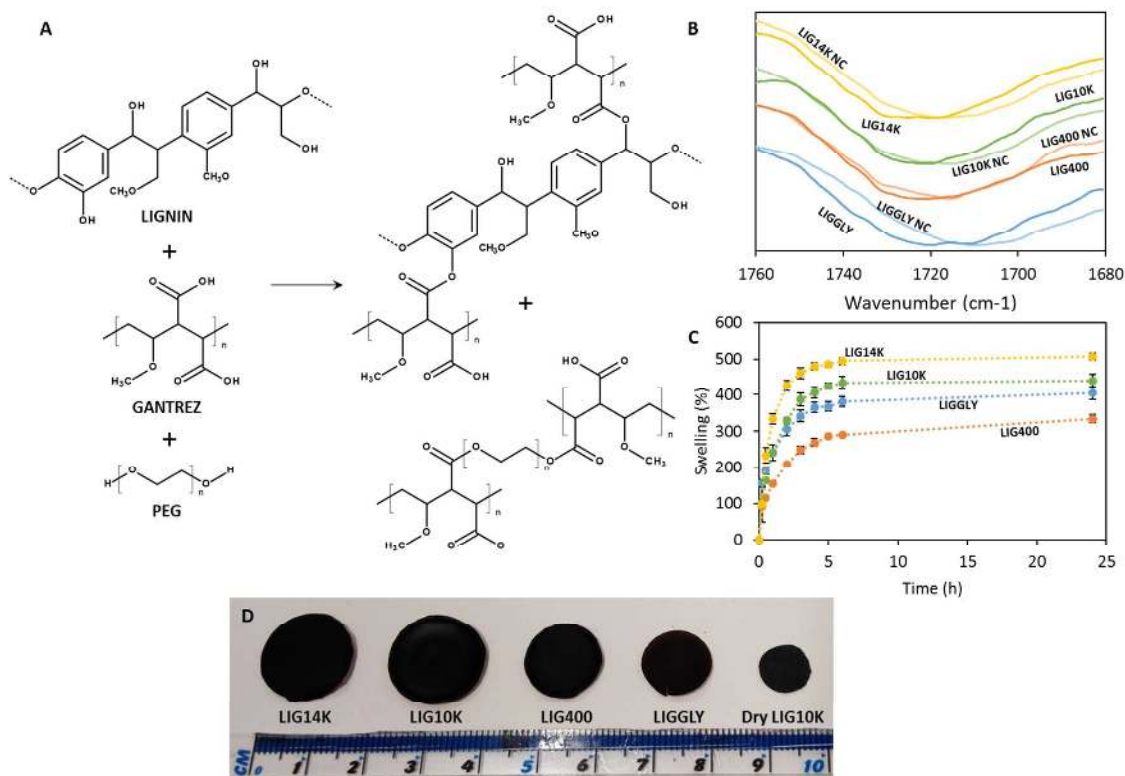 A
LIGNIN
+
GANTREZ
+
PEG
OH
OH
O
O
OH
CH₃O
CH₃O
OH
O
OH
n
O
H₃C
O
OH
H
O
n
O
H
O
OH
n
O
H₃C
O
O
OH
O
OH
CH₃O
CH₃O
O
O
O
n
O
H₃C
O
OH
+
HO
O
n
O
O
n
O
O
O
CH₃
n
O
H₃C
O
O
B
LIG14K NC
LIG14K
LIG10K
LIG10K NC
LIG400 NC
LIG400
LIGGLY NC
LIGGLY
1760 1740 1720 1700 1680
Wavenumber (cm-1)
C
Swelling (%)
600
500
400
300
200
100
0
LIG14K
LIG10K
LIGGLY
LIG400
0 5 10 15 20 25
Time (h)
D
LIG14K LIG10K LIG400 LIGGLY Dry LIG10K
CM 0 1 2 3 4 5 6 7 8 9 10